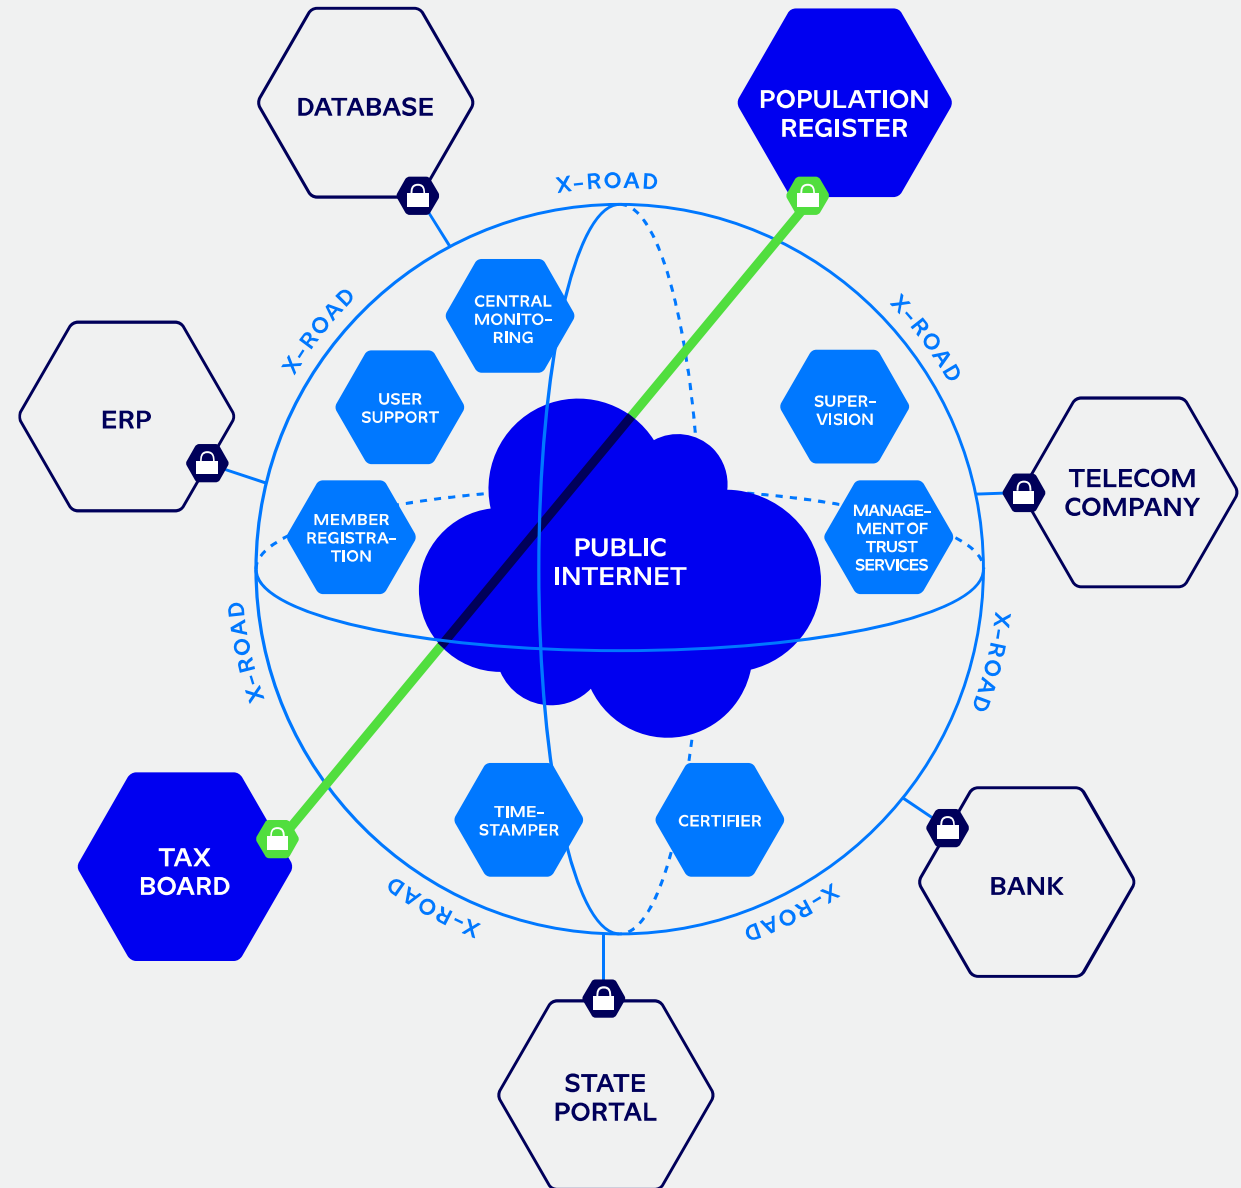 DATABASE
POPULATION
REGISTER
X-ROAD
CENTRAL
MONITO-
RING
X-ROAD
X-ROAD
USER
SUPPORT
SUPER-
VISION
ERP
TELECOM
COMPANY
MEMBER
REGISTRA-
TION
MANAGE-
MENT OF
TRUST
SERVICES
PUBLIC
INTERNET
X-ROAD
X-ROAD
TIME-
STAMPER
CERTIFIER
TAX
BOARD
X-ROAD
X-ROAD
BANK
STATE
PORTAL